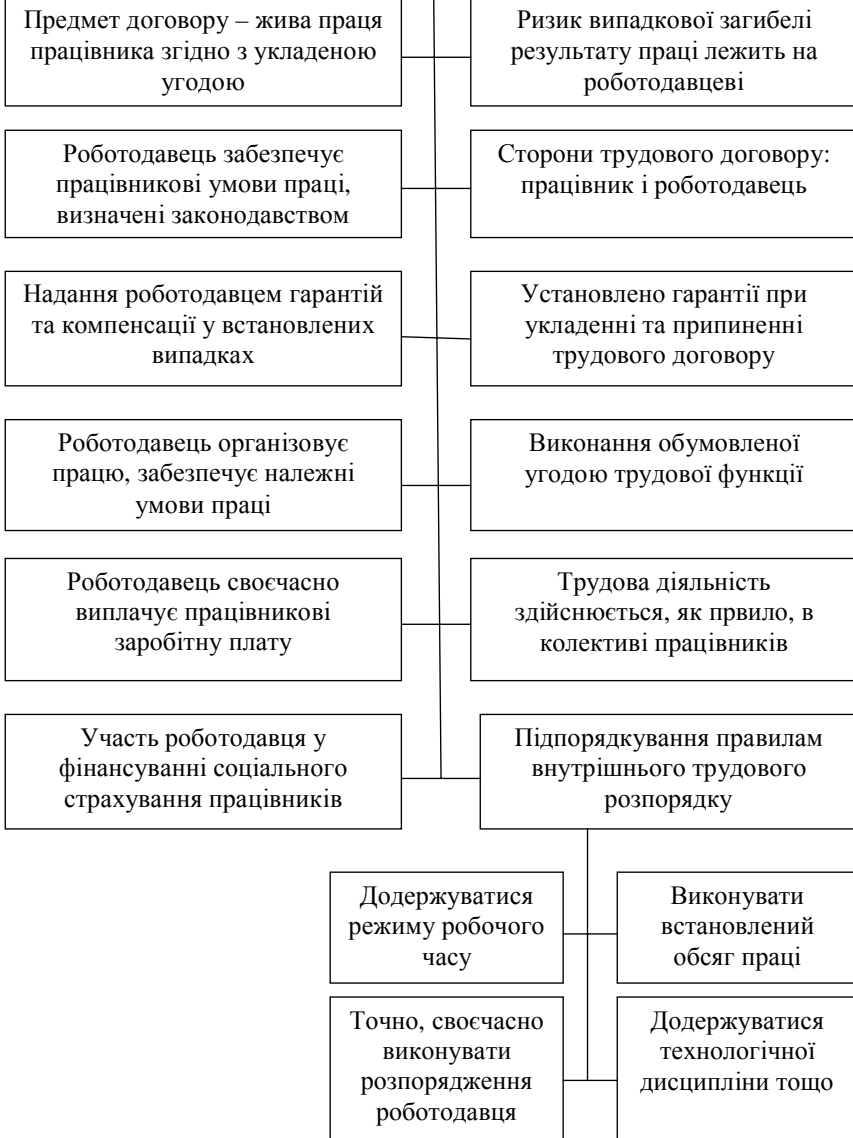 Предмет договору – жива праця
працівника згідно з укладеною
угодою
Ризик випадкової загибелі
результату праці лежить на
роботодавцеві
Роботодавець забезпечує
працівникові умови праці,
визначені законодавством
Сторони трудового договору:
працівник і роботодавець
Надання роботодавцем гарантій
та компенсації у встановлених
випадках
Установлено гарантії при
укладенні та припиненні
трудового договору
Роботодавець організовує
працю, забезпечує належні
умови праці
Виконання обумовленої
угодою трудової функції
Роботодавець своєчасно
виплачує працівникові
заробітну плату
Трудова діяльність
здійснюється, як првило, в
колективі працівників
Участь роботодавця у
фінансуванні соціального
страхування працівників
Підпорядкування правилам
внутрішнього трудового
розпорядку
Додержуватися
режиму робочого
часу
Виконувати
встановлений
обсяг праці
Точно, своєчасно
виконувати
розпорядження
роботодавця
Додержуватися
технологічної
дисципліни тощо